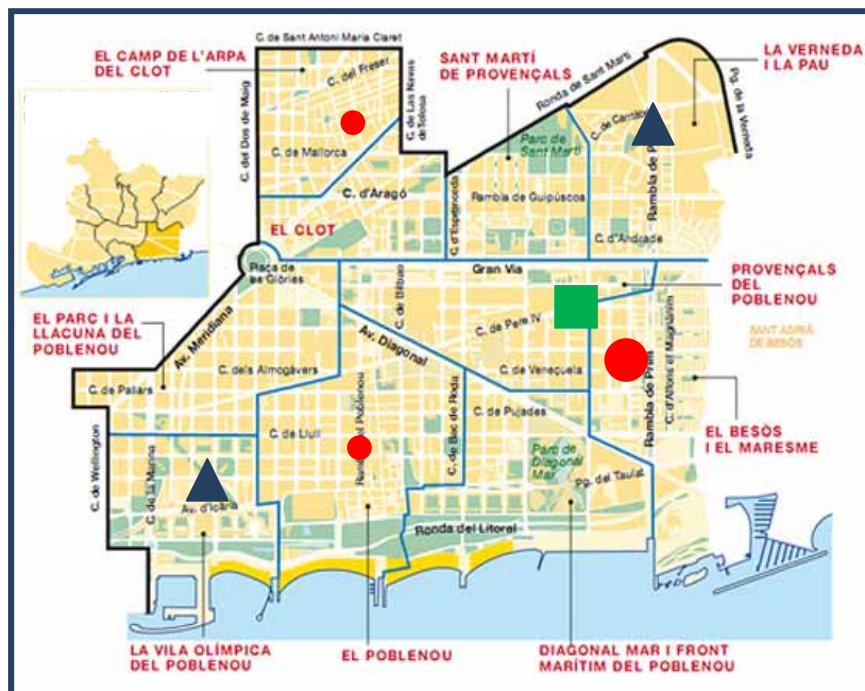 C. de Sant Antoni Maria Claret
EL CAMP DE L'ARPA
DEL CLOT
SANT MARTÍ
DE PROVENÇALS
LA VERNEDA
I LA PAU
C. del Freser
C. de Las Navas
de Tolosa
Ronda de Sant Martí
Pg. de la Verneda
C. del Dos de Maig
C. de Mallorca
Parc de
Sant Martí
C. d'Aragó
C. d'Espronceda
Rambla de Guipúscoa
EL CLOT
C. d'Andrade
Plaça de
les Glòries
Gran Via
C. de Bilbao
PROVENÇALS
DEL
POBLENOU
EL PARC I LA
LLACUNA DEL
POBLENOU
Av. Meridiana
Av. Diagonal
C. de Pere IV
SANT ADRIÀ
DE BESÒS
C. dels Almogàvers
C. de Veneçuela
Rambla de Prim
C. d'Alfons el Magnànim
C. de Pallars
C. de Pujades
C. de Bac de Roda
C. de Llull
EL BESÒS
I EL MARESME
C. de Wellington
C. de la Marina
Parc de
Diagonal
Mar
Pg. del Taulat
Av. d'Icària
Ronda del Litoral
LA VILA OLÍMPICA
DEL POBLENOU
EL POBLENOU
DIAGONAL MAR I FRONT
MARÍTIM DEL POBLENOU